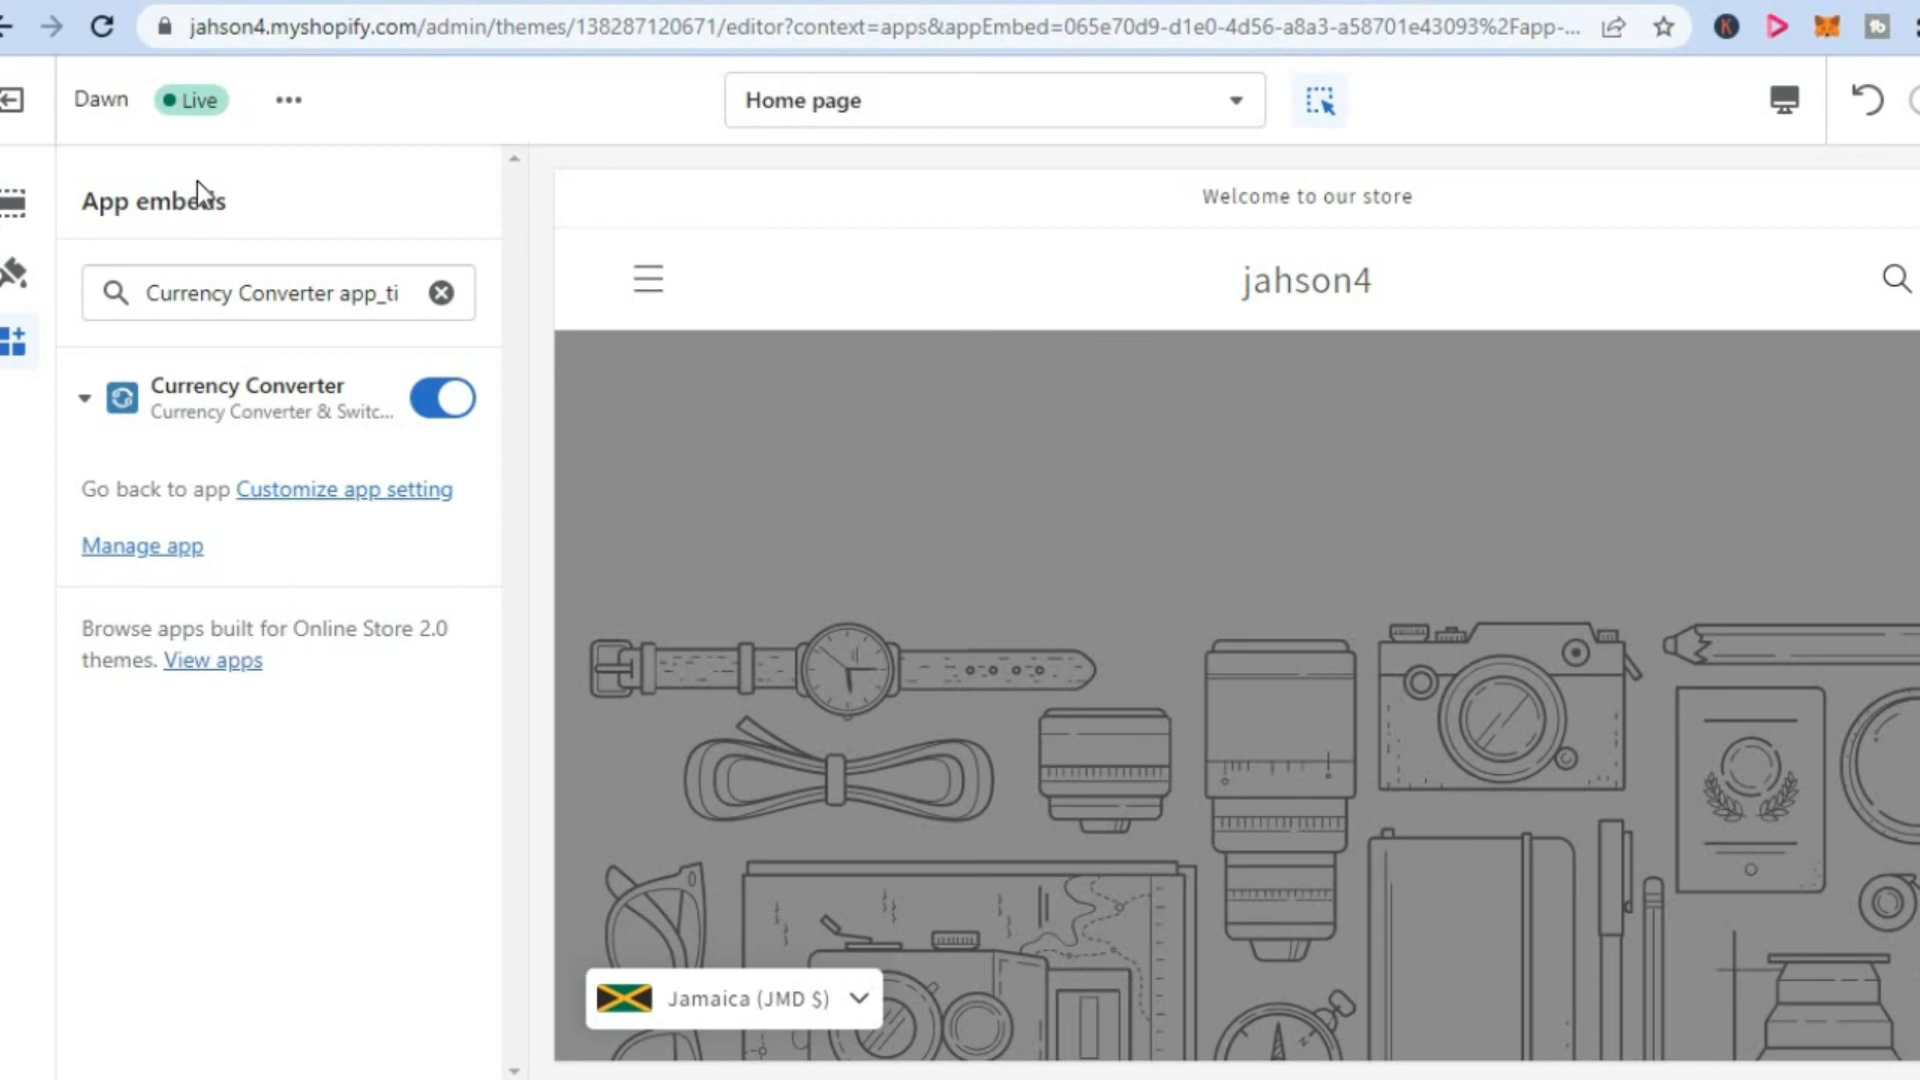 jahson4.myshopify.com/admin/themes/138287120671/editor?context=apps&appEmbed=065e70d9-d1e0-4d56-a8a3-a58701e43093%2Fapp-...
K
tb
Dawn
Live
Home page
App embeds
Welcome to our store
jahson4
Currency Converter app_ti
Currency Converter
Currency Converter & Switc...
Go back to app Customize app setting
Manage app
Browse apps built for Online Store 2.0
themes. View apps
Jamaica (JMD $)